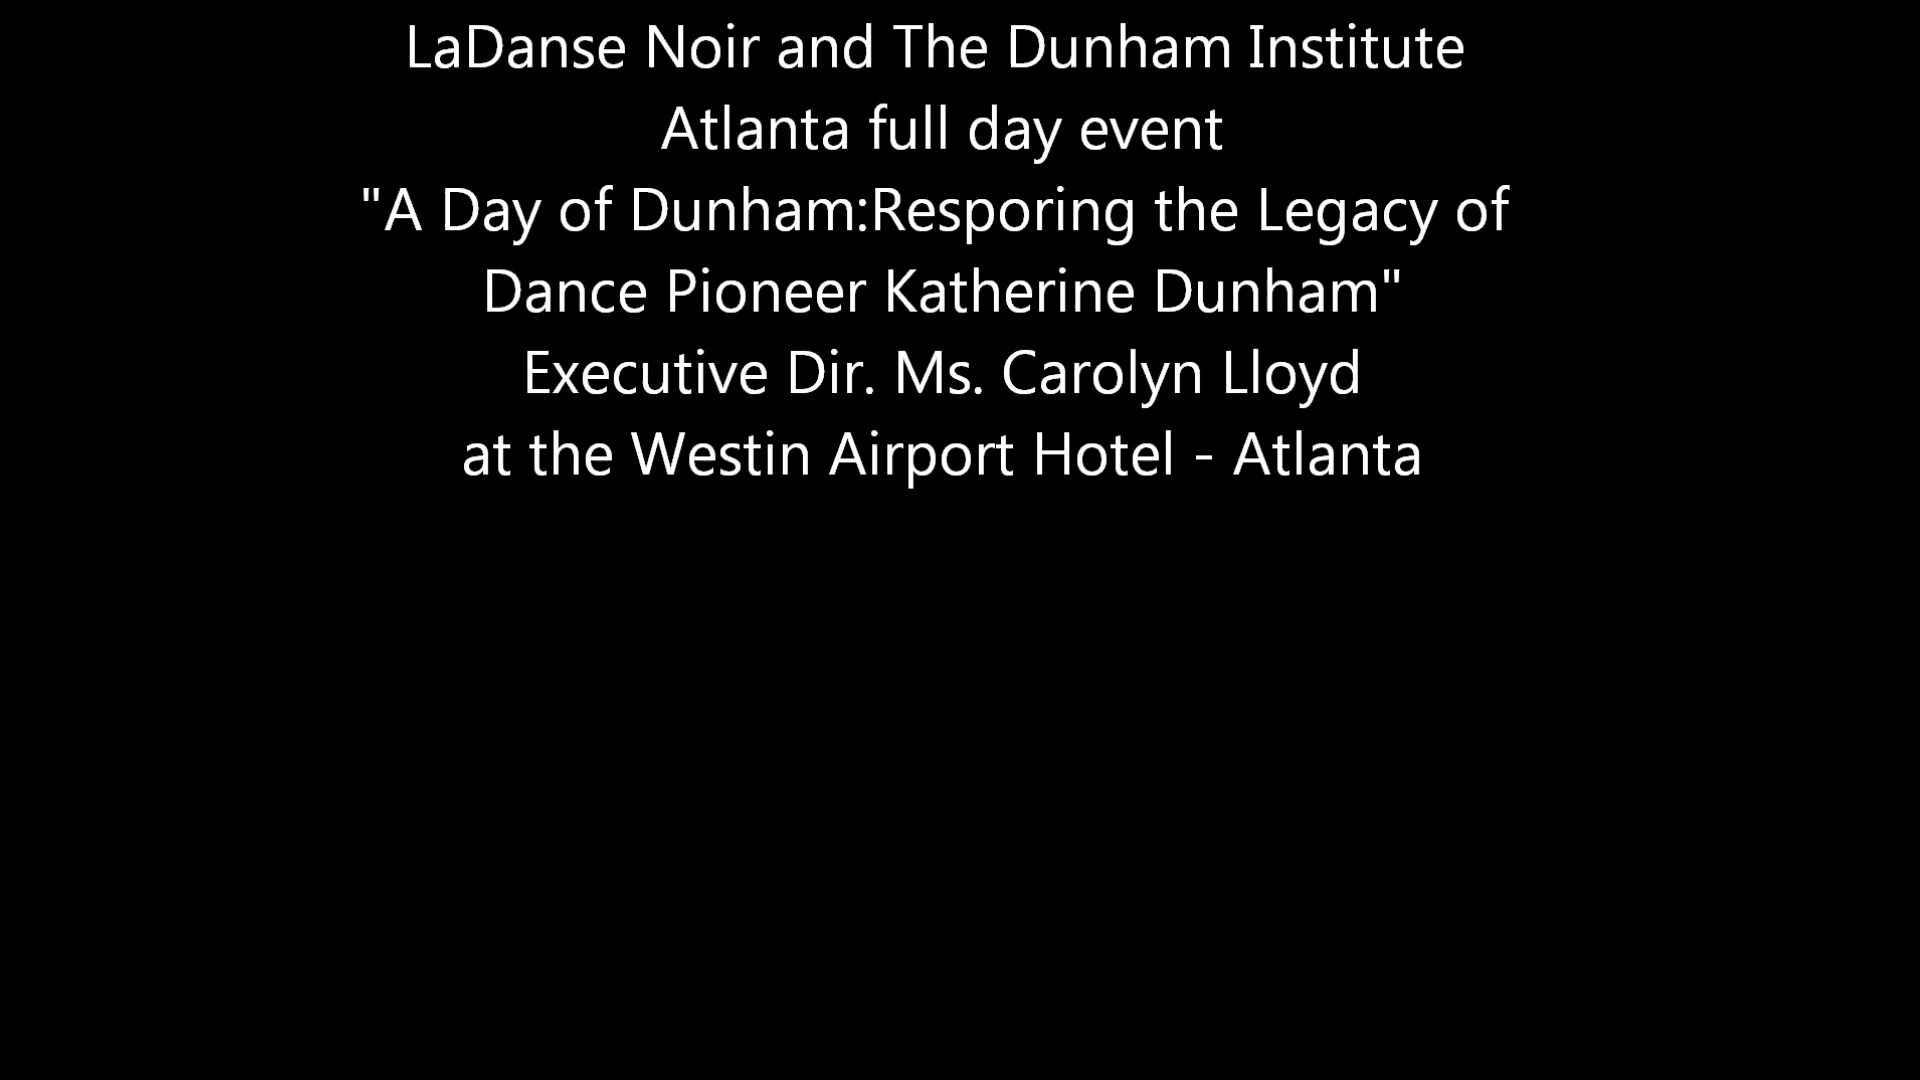 LaDanse Noir and The Dunham Institute
Atlanta full day event
"A Day of Dunham:Resporing the Legacy of
Dance Pioneer Katherine Dunham"
Executive Dir. Ms. Carolyn Lloyd
at the Westin Airport Hotel - Atlanta